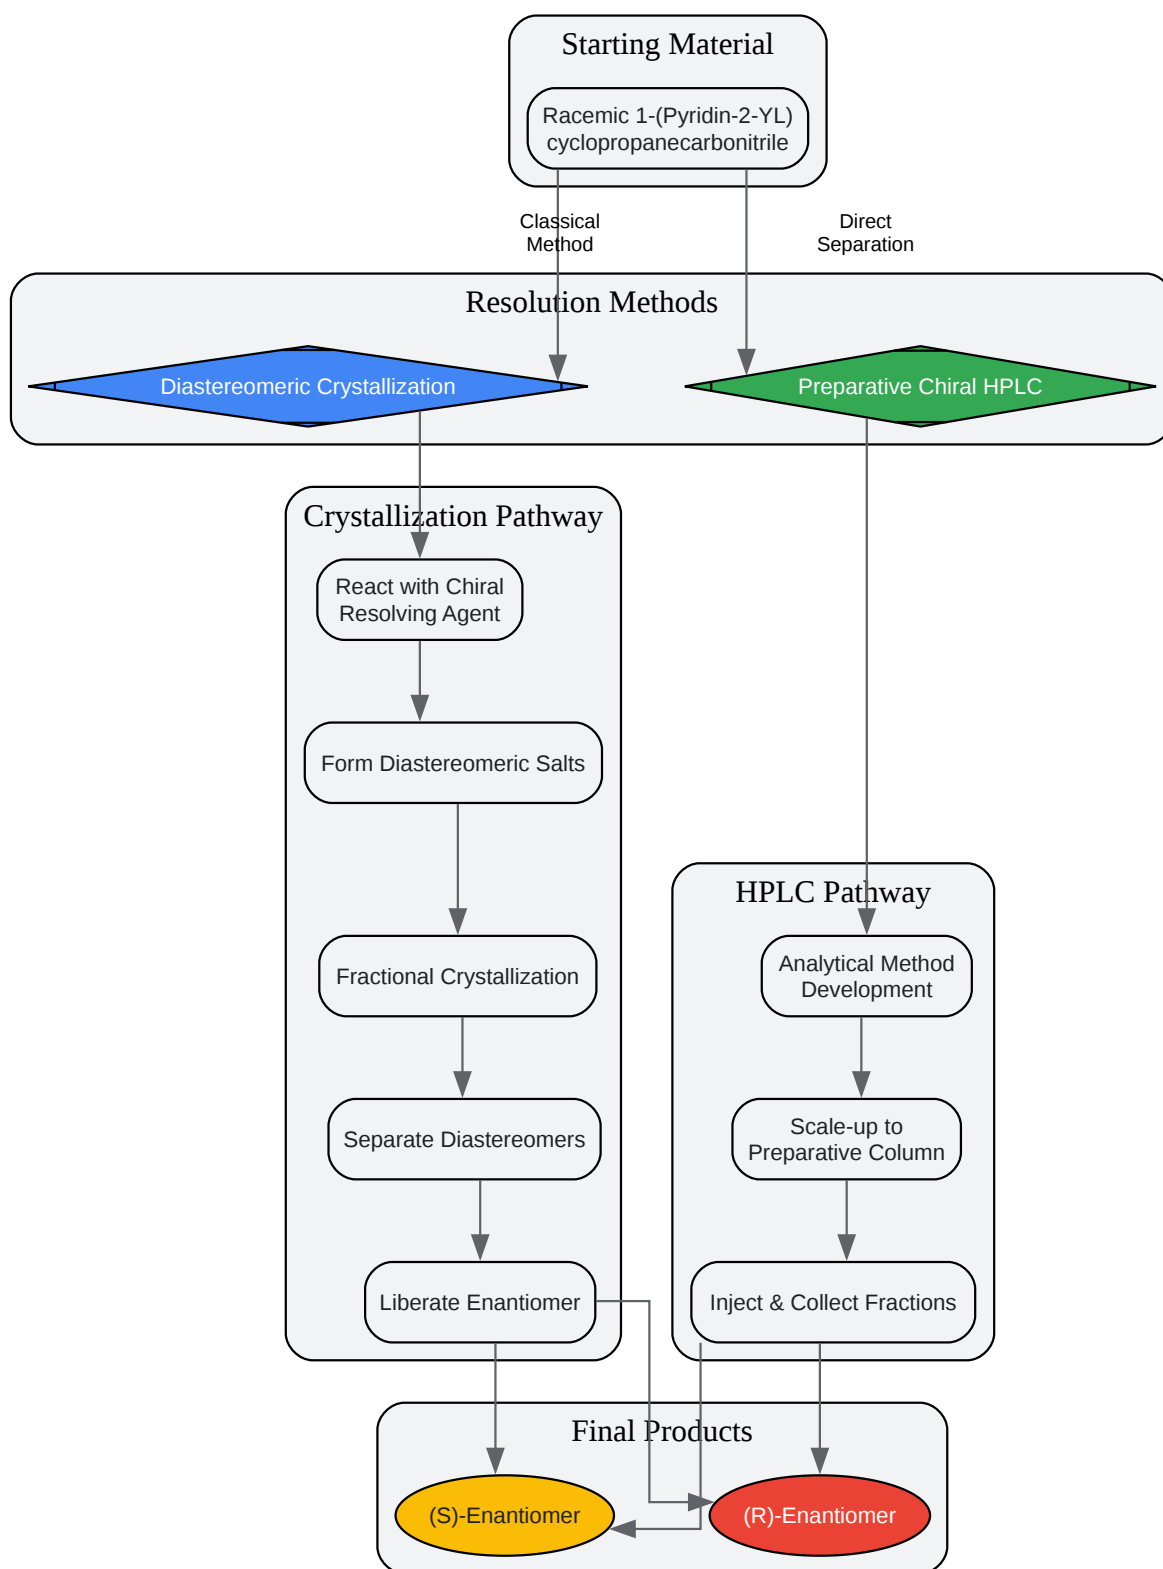 Starting Material
Racemic 1-(Pyridin-2-YL)
cyclopropanecarbonitrile
Classical
Method
Direct
Separation
Resolution Methods
Diastereomeric Crystallization
Preparative Chiral HPLC
Crystallization Pathway
React with Chiral
Resolving Agent
Form Diastereomeric Salts
Fractional Crystallization
Separate Diastereomers
Liberate Enantiomer
HPLC Pathway
Analytical Method
Development
Scale-up to
Preparative Column
Inject & Collect Fractions
Final Products
(S)-Enantiomer
(R)-Enantiomer